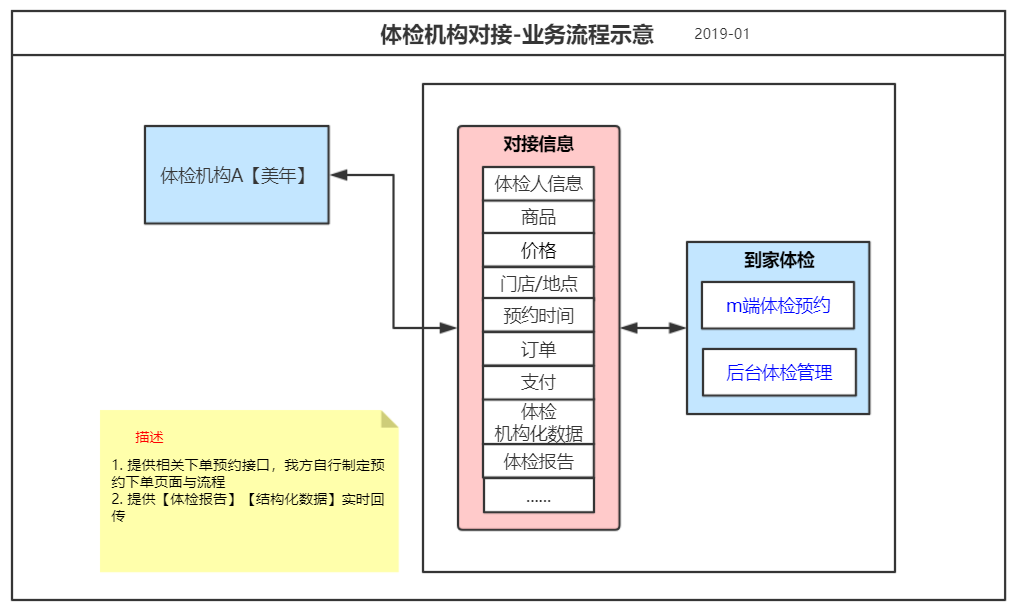 体检机构对接-业务流程示意 2019-01
体检机构A【美年】
对接信息
体检人信息
商品
价格
门店/地点
预约时间
订单
支付
体检
机构化数据
体检报告
......
到家体检
m端体检预约
后台体检管理
描述
1. 提供相关下单预约接口，我方自行制定预
约下单页面与流程
2. 提供【体检报告】【结构化数据】实时回
传